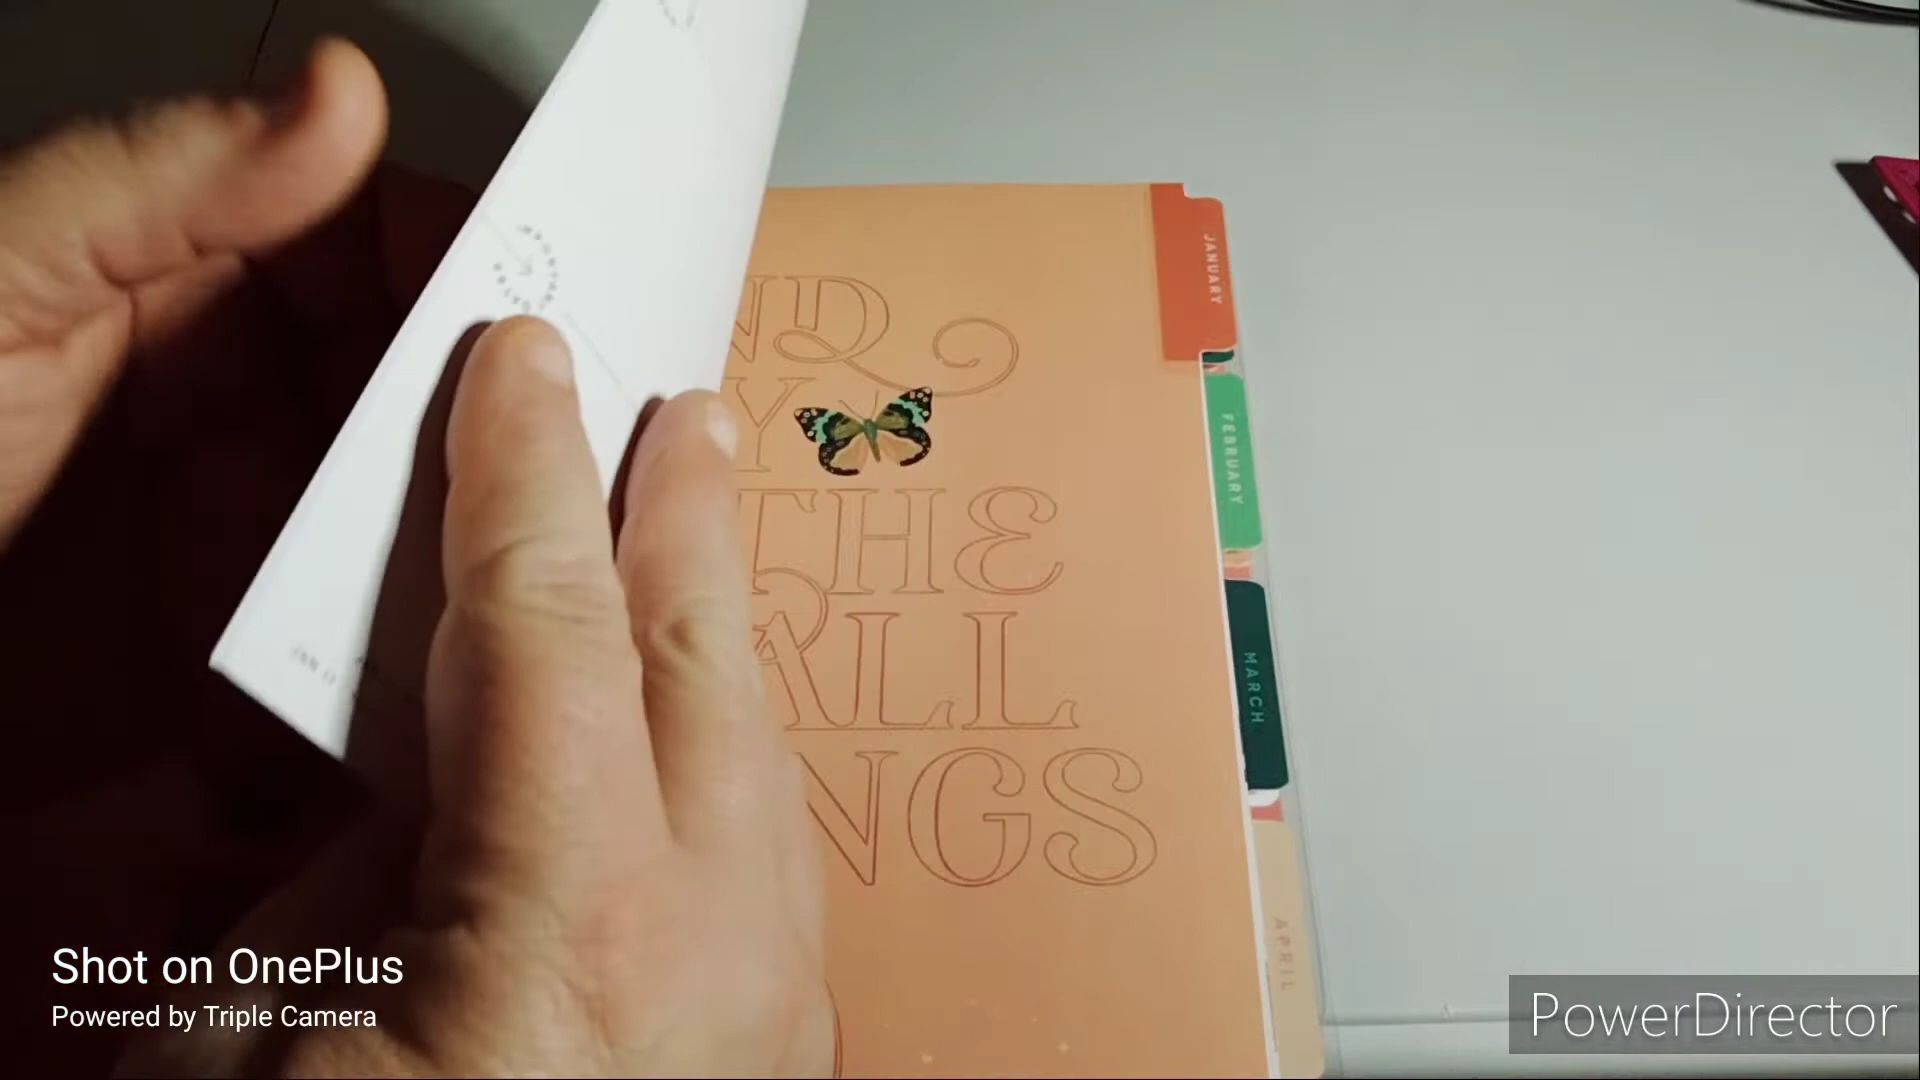 JANUARY
FEBRUARY
MARCH
APRIL
ND
Y
THE
ALL
NGS
Shot on OnePlus
Powered by Triple Camera
PowerDirector